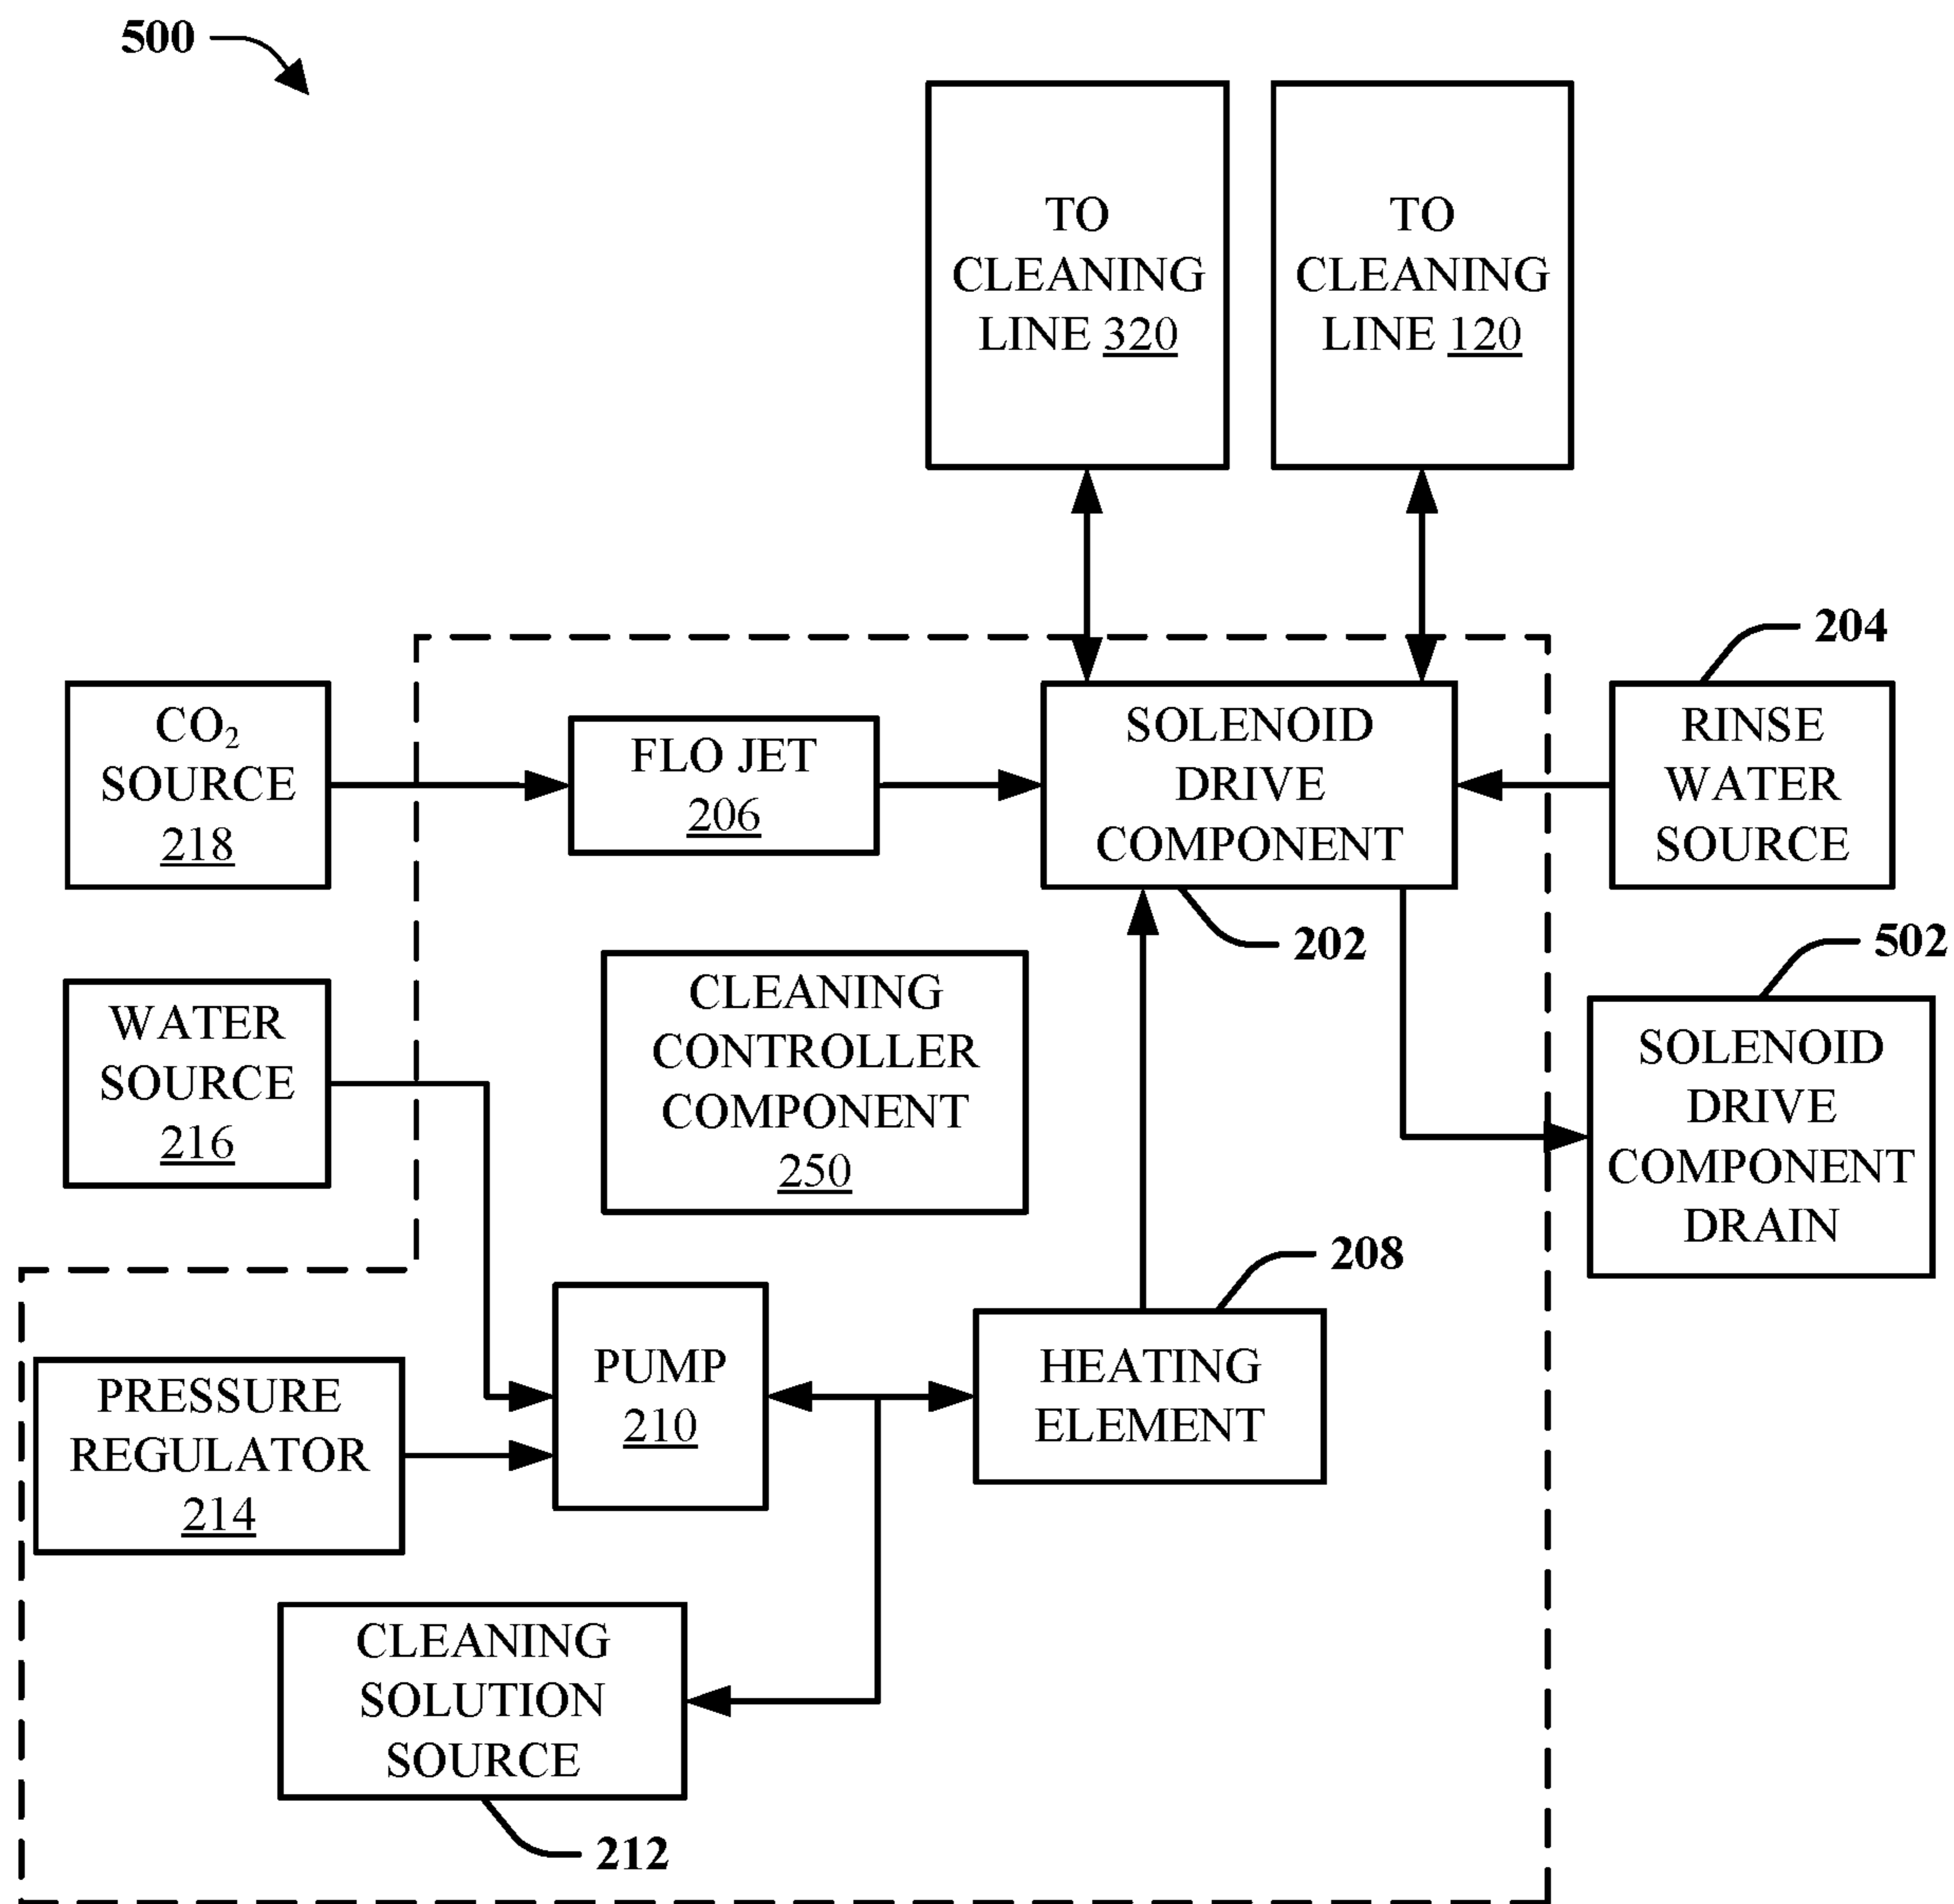 500
TO
CLEANING
LINE 320
TO
CLEANING
LINE 120
204
CO₂
SOURCE
218
FLO JET
206
SOLENOID
DRIVE
COMPONENT
RINSE
WATER
SOURCE
202
502
WATER
SOURCE
216
CLEANING
CONTROLLER
COMPONENT
250
SOLENOID
DRIVE
COMPONENT
DRAIN
208
PRESSURE
REGULATOR
214
PUMP
210
HEATING
ELEMENT
CLEANING
SOLUTION
SOURCE
212